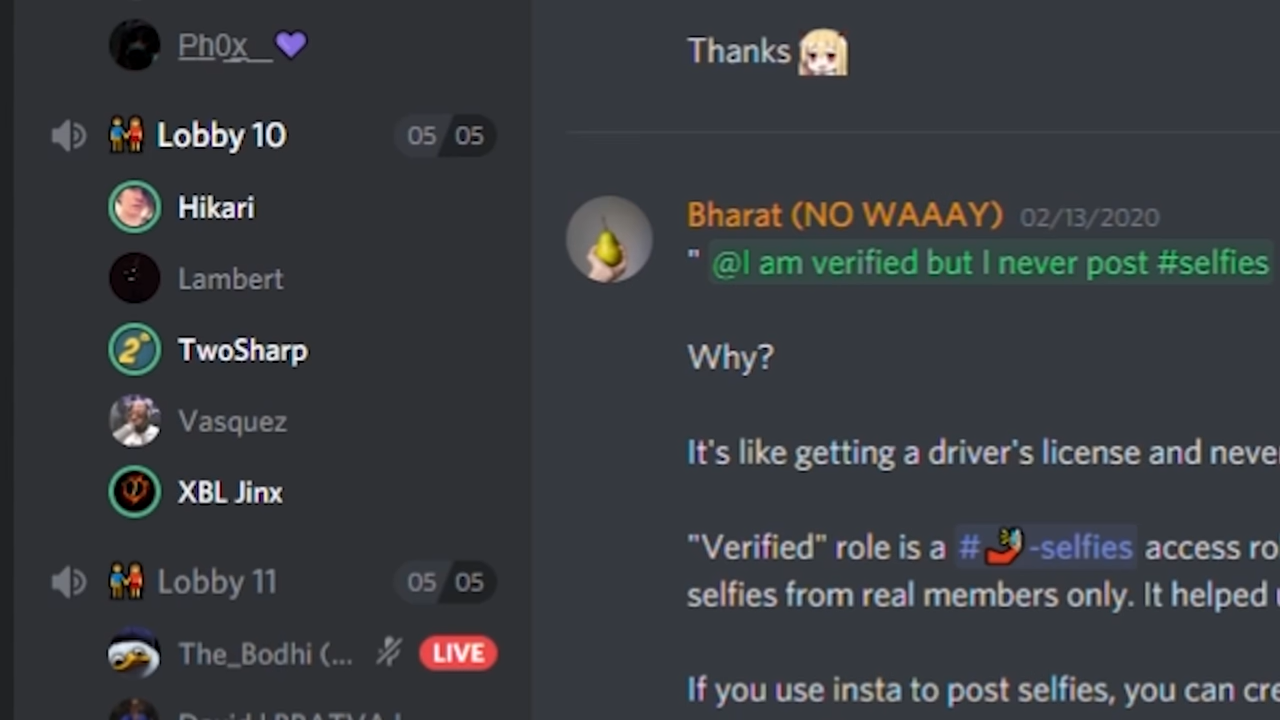 Ph0x__
Lobby 10 05 05
Hikari
Lambert
TwoSharp
Vasquez
XBL Jinx
Lobby 11 05 05
The_Bodhi (... LIVE
Thanks
Bharat (NO WAAAY) 02/13/2020
" @I am verified but I never post #selfies
Why?
It's like getting a driver's license and neve
"Verified" role is a #-selfies access ro
selfies from real members only. It helped
If you use insta to post selfies, you can cre